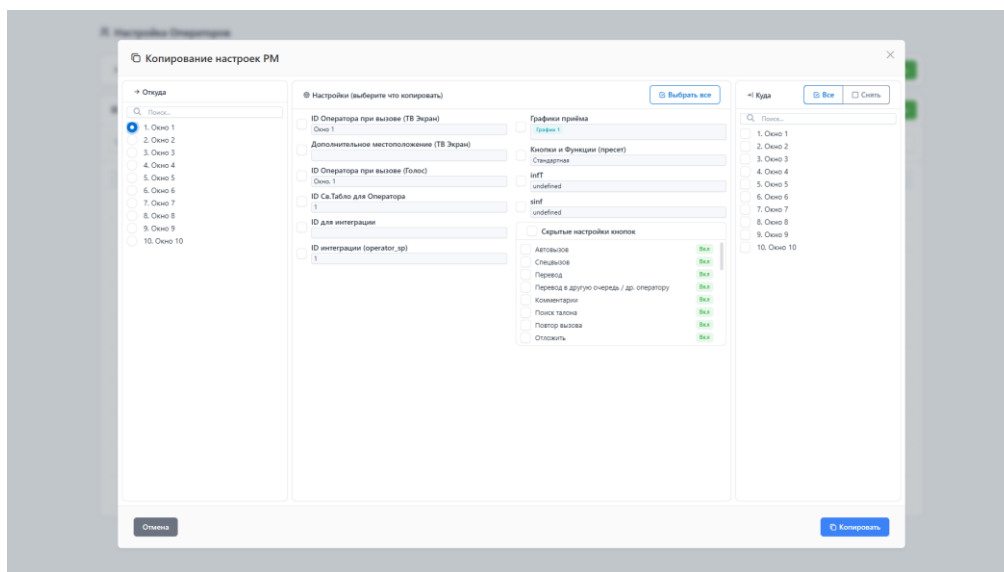 Настройка Операторов
Копирование настроек РМ
Откуда
Поиск...
1. Окно 1
2. Окно 2
3. Окно 3
4. Окно 4
5. Окно 5
6. Окно 6
7. Окно 7
8. Окно 8
9. Окно 9
10. Окно 10
Настройки (выберите что копировать)
Выбрать все
ID Оператора при вызове (ТВ Экран)
Окно 1
Дополнительное местоположение (ТВ Экран)
ID Оператора при вызове (Голос)
Окно. 1
ID Св.Табло для Оператора
1
ID для интеграции
ID интеграции (operator_sp)
1
Графики приёма
График 1
Кнопки и Функции (пресет)
Стандартная
infT
undefined
sinf
undefined
Скрытые настройки кнопок
Автовызов Вкл
Спецвызов Вкл
Перевод Вкл
Перевод в другую очередь / др. оператору Вкл
Комментарии Вкл
Поиск талона Вкл
Повтор вызова Вкл
Отложить Вкл
Куда
Все
Снять
Поиск...
1. Окно 1
2. Окно 2
3. Окно 3
4. Окно 4
5. Окно 5
6. Окно 6
7. Окно 7
8. Окно 8
9. Окно 9
10. Окно 10
Отмена
Копировать